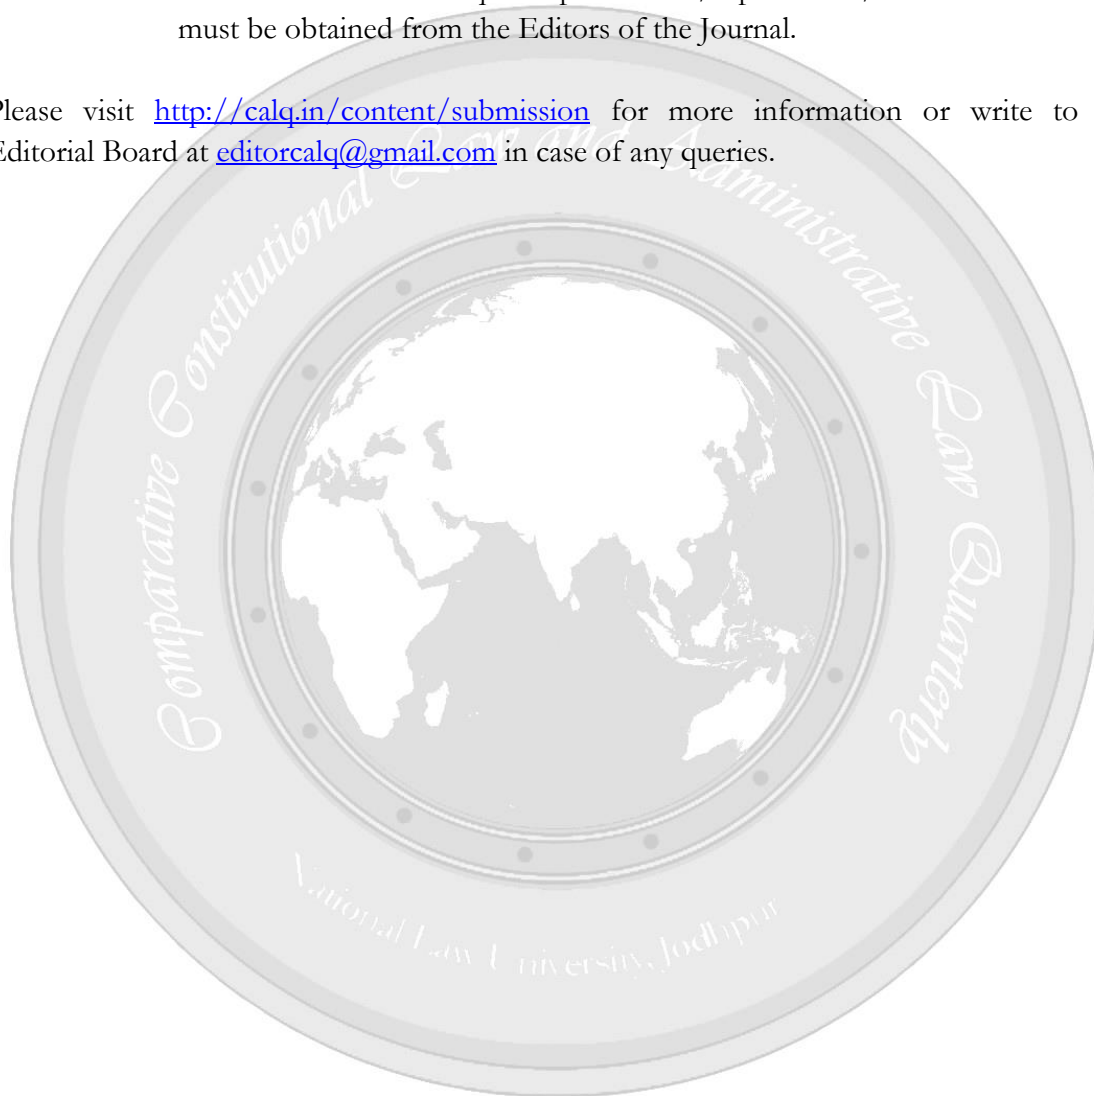 must be obtained from the Editors of the Journal.
Please visit http://calq.in/content/submission for more information or write to
Editorial Board at editorcalq@gmail.com in case of any queries.
Comparative Constitutional Law and Administrative Law Quarterly
National Law University, Jodhpur